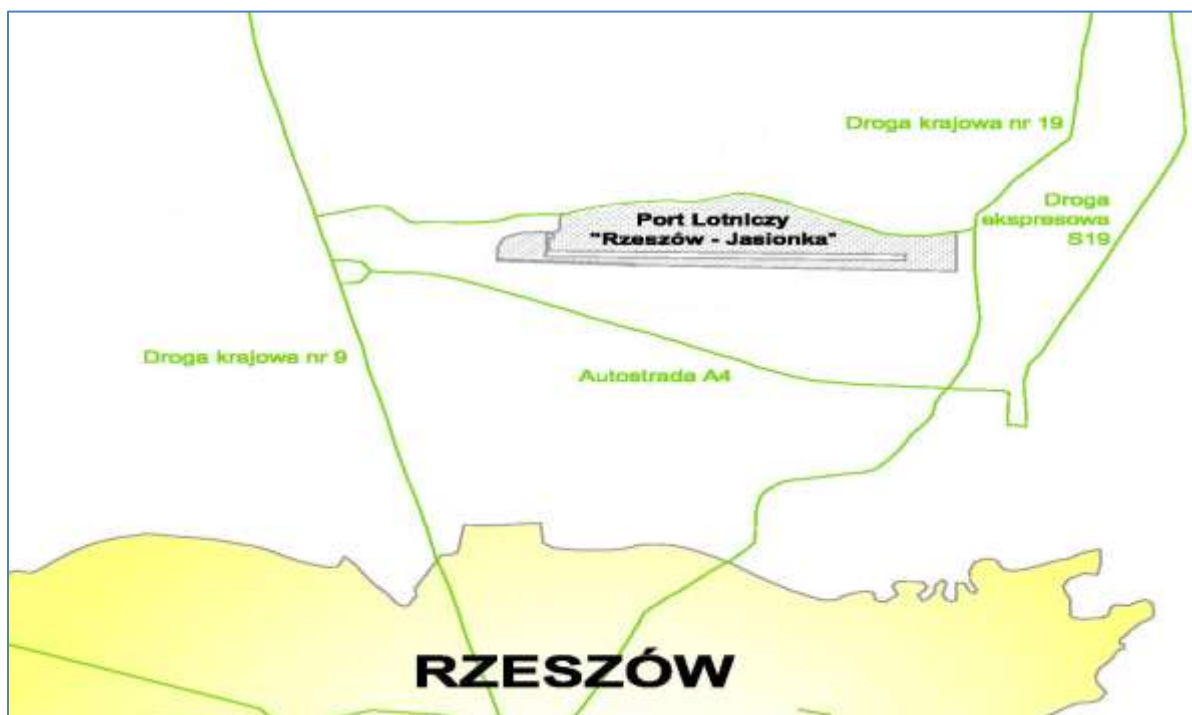 Droga krajowa nr 19
Droga
ekspresowa
S19
Port Lotniczy
"Rzeszów - Jasionka"
Droga krajowa nr 9
Autostrada A4
RZESZÓW